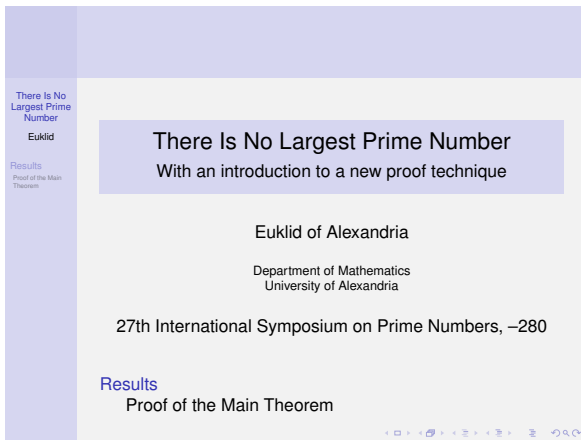 There Is No
Largest Prime
Number
Euklid
Results
Proof of the Main
Theorem
There Is No Largest Prime Number
With an introduction to a new proof technique
Euklid of Alexandria
Department of Mathematics
University of Alexandria
27th International Symposium on Prime Numbers, –280
Results
Proof of the Main Theorem